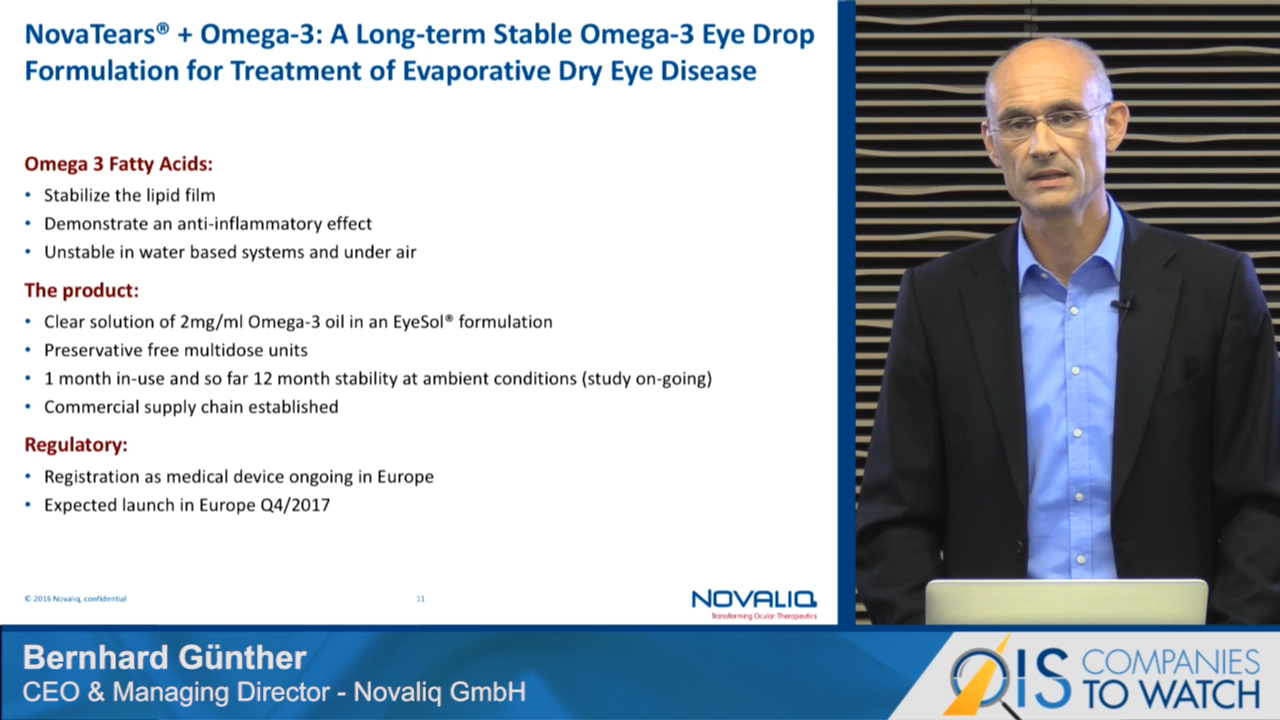 NovaTears® + Omega-3: A Long-term Stable Omega-3 Eye Drop
Formulation for Treatment of Evaporative Dry Eye Disease
Omega 3 Fatty Acids:
• Stabilize the lipid film
• Demonstrate an anti-inflammatory effect
• Unstable in water based systems and under air
The product:
• Clear solution of 2mg/ml Omega-3 oil in an EyeSol® formulation
• Preservative free multidose units
• 1 month in-use and so far 12 month stability at ambient conditions (study on-going)
• Commercial supply chain established
Regulatory:
• Registration as medical device ongoing in Europe
• Expected launch in Europe Q4/2017
© 2016 Novaliq, confidential
11
NOVALIQ
Transforming Ocular Therapeutics
Bernhard Günther
CEO & Managing Director - Novaliq GmbH
OIS COMPANIES
TO WATCH